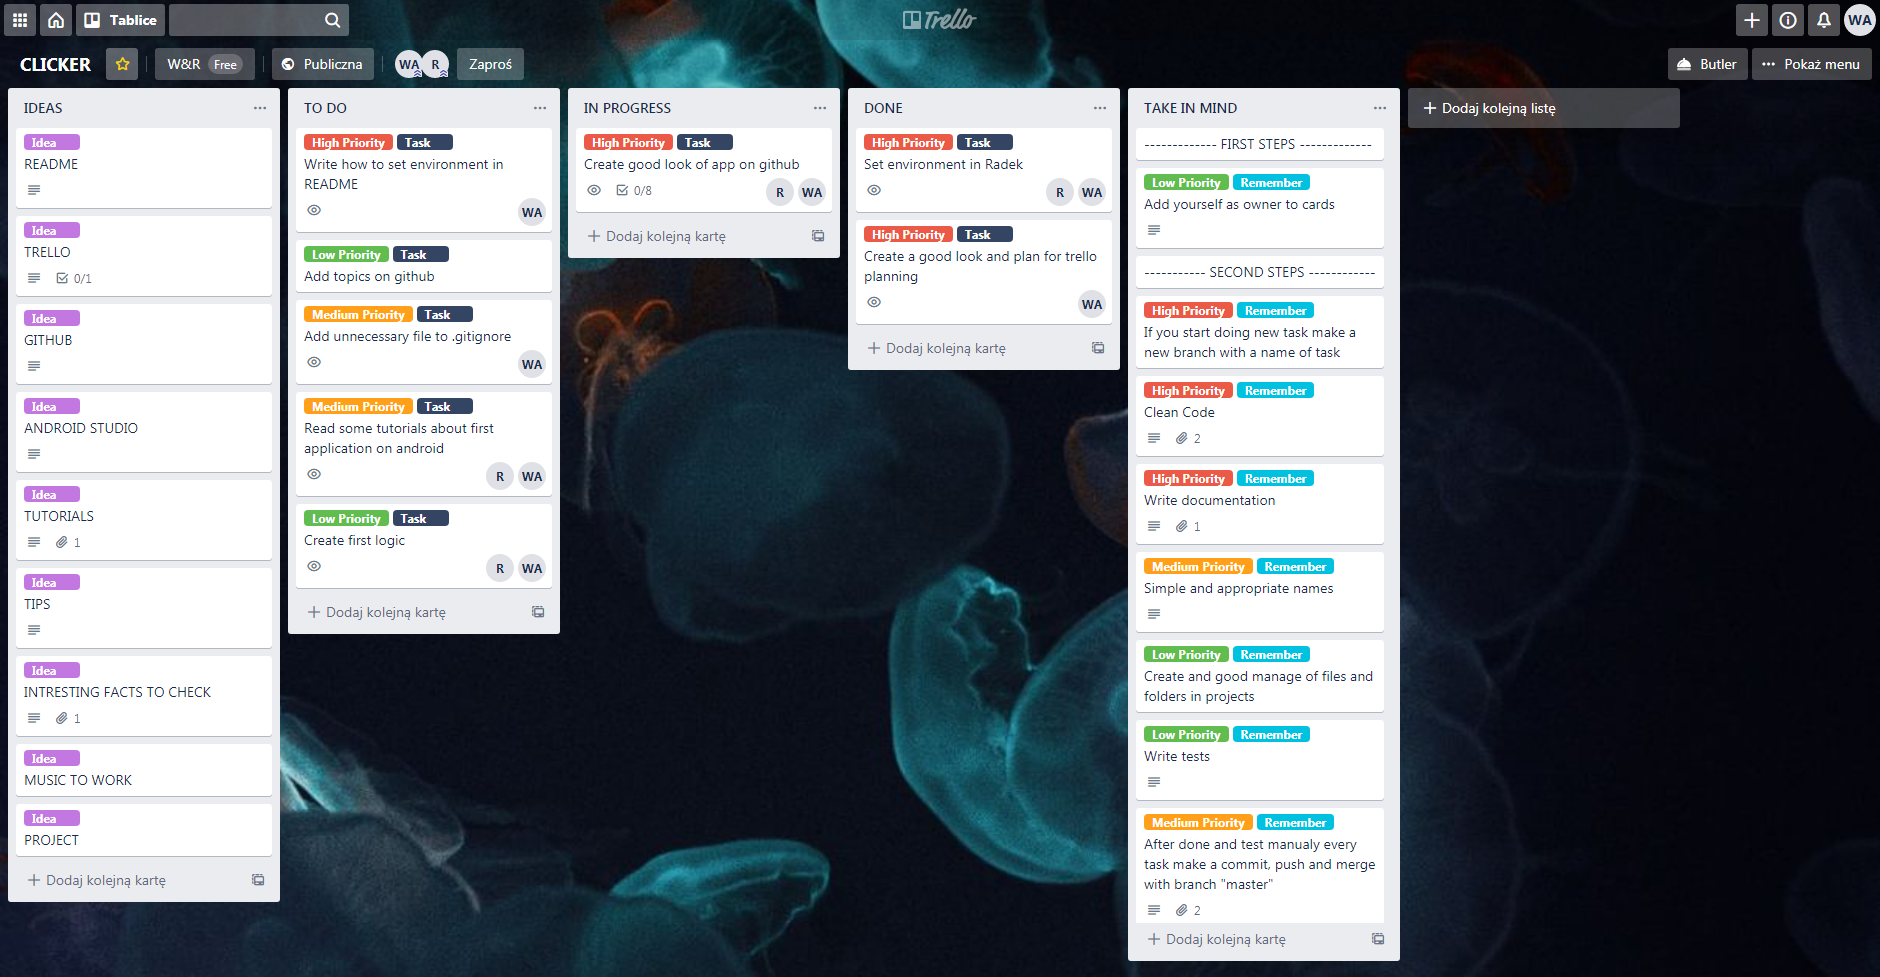 Tablice
Trello
WA
CLICKER
W&R Free
Publiczna
WA R
Zaproś
Butler
Pokaż menu
IDEAS
Idea
README
Idea
TRELLO
0/1
Idea
GITHUB
Idea
ANDROID STUDIO
Idea
TUTORIALS
1
Idea
TIPS
Idea
INTRESTING FACTS TO CHECK
1
Idea
MUSIC TO WORK
Idea
PROJECT
Dodaj kolejną kartę
TO DO
High Priority Task
Write how to set environment in
README
WA
Low Priority Task
Add topics on github
Medium Priority Task
Add unnecessary file to .gitignore
WA
Medium Priority Task
Read some tutorials about first
application on android
R WA
Low Priority Task
Create first logic
R WA
Dodaj kolejną kartę
IN PROGRESS
High Priority Task
Create good look of app on github
0/8
R WA
Dodaj kolejną kartę
DONE
High Priority Task
Set environment in Radek
R WA
High Priority Task
Create a good look and plan for trello
planning
WA
Dodaj kolejną kartę
TAKE IN MIND
------------- FIRST STEPS -------------
Low Priority Remember
Add yourself as owner to cards
----------- SECOND STEPS ------------
High Priority Remember
If you start doing new task make a
new branch with a name of task
High Priority Remember
Clean Code
2
High Priority Remember
Write documentation
1
Medium Priority Remember
Simple and appropriate names
Low Priority Remember
Create and good manage of files and
folders in projects
Low Priority Remember
Write tests
Medium Priority Remember
After done and test manualy every
task make a commit, push and merge
with branch "master"
2
Dodaj kolejną kartę
Dodaj kolejną listę